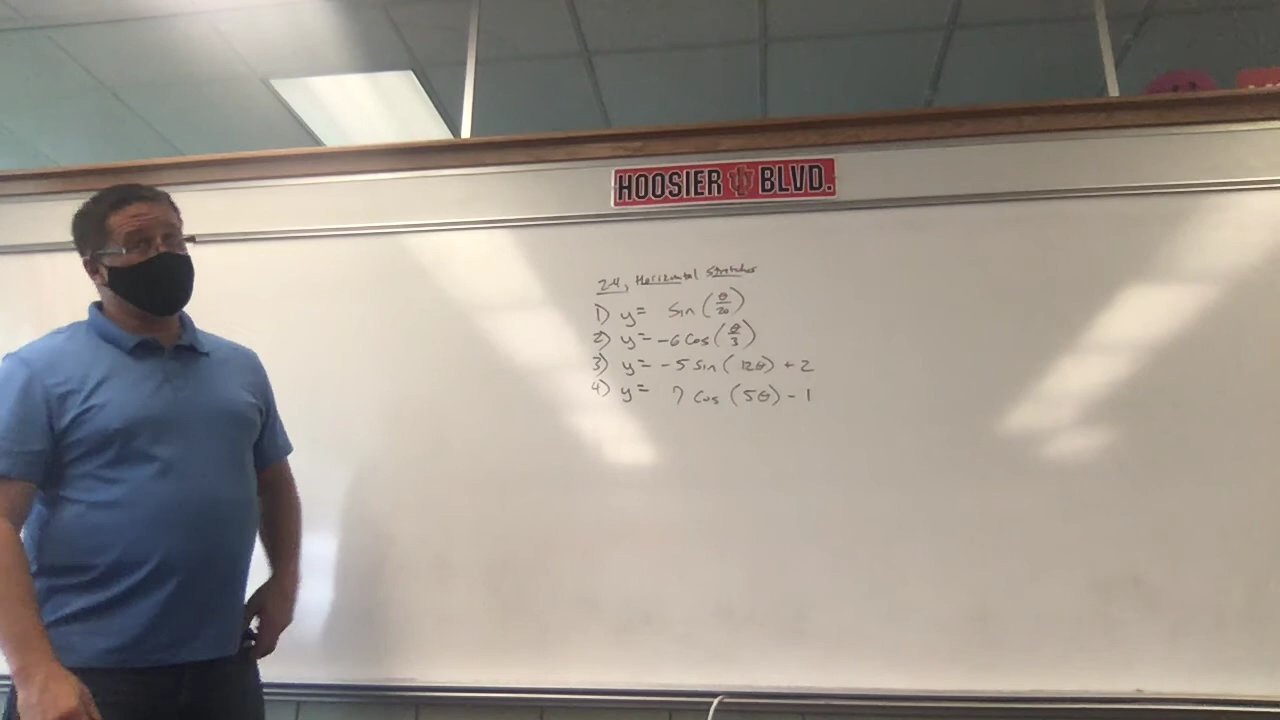 HOOSIER BLVD.
2.4, Horizontal Stretches
1) y = sin(θ/20)
2) y = -6 cos(θ/3)
3) y = -5 sin(12θ) + 2
4) y = 7 cos(5θ) - 1